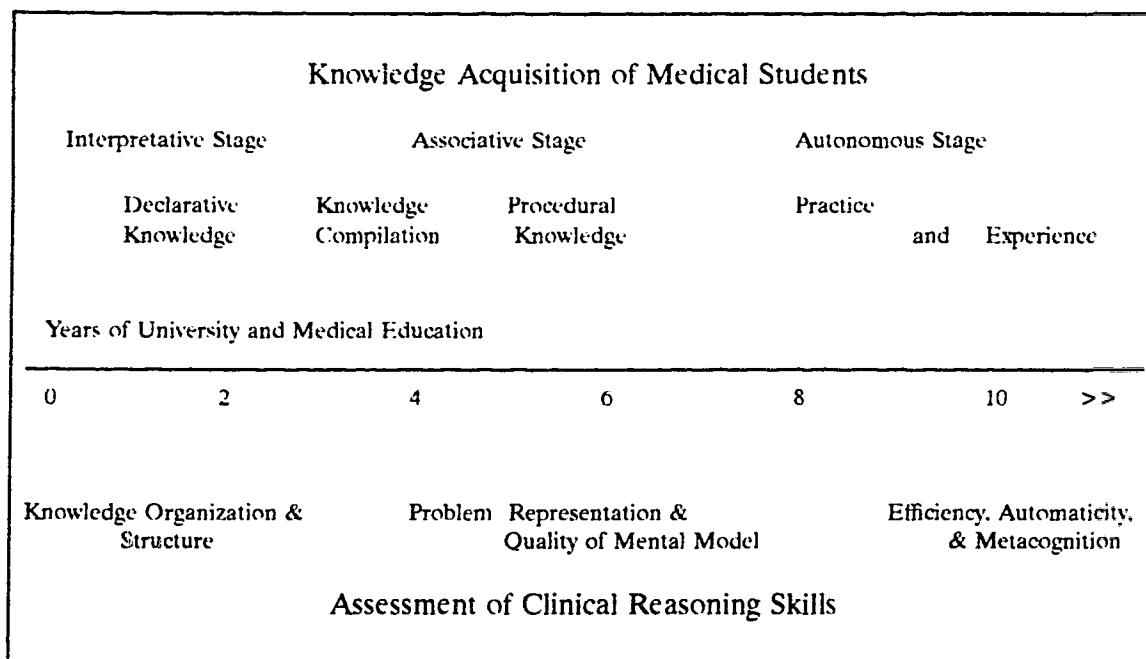 Knowledge Acquisition of Medical Students
Interpretative Stage Associative Stage Autonomous Stage
Declarative Knowledge Procedural Practice
Knowledge Compilation Knowledge and Experience
Years of University and Medical Education
0 2 4 6 8 10 >>
Knowledge Organization & Problem Representation & Efficiency, Automaticity,
Structure Quality of Mental Model & Metacognition
Assessment of Clinical Reasoning Skills